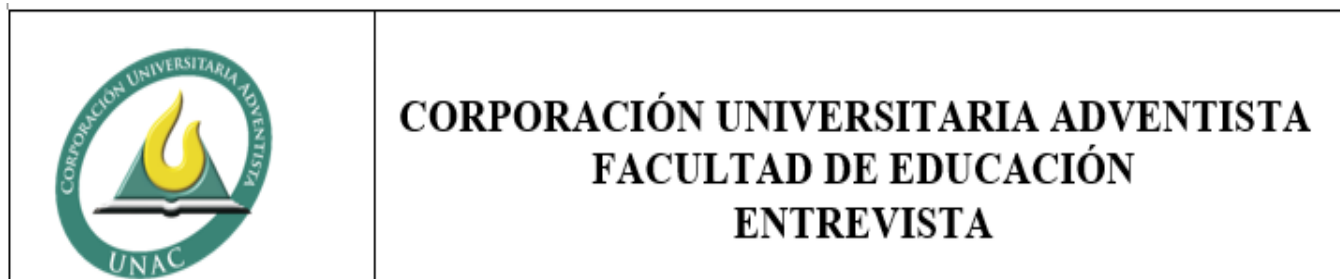 CORPORACIÓN UNIVERSITARIA ADVENTISTA
UNAC
CORPORACIÓN UNIVERSITARIA ADVENTISTA
FACULTAD DE EDUCACIÓN
ENTREVISTA